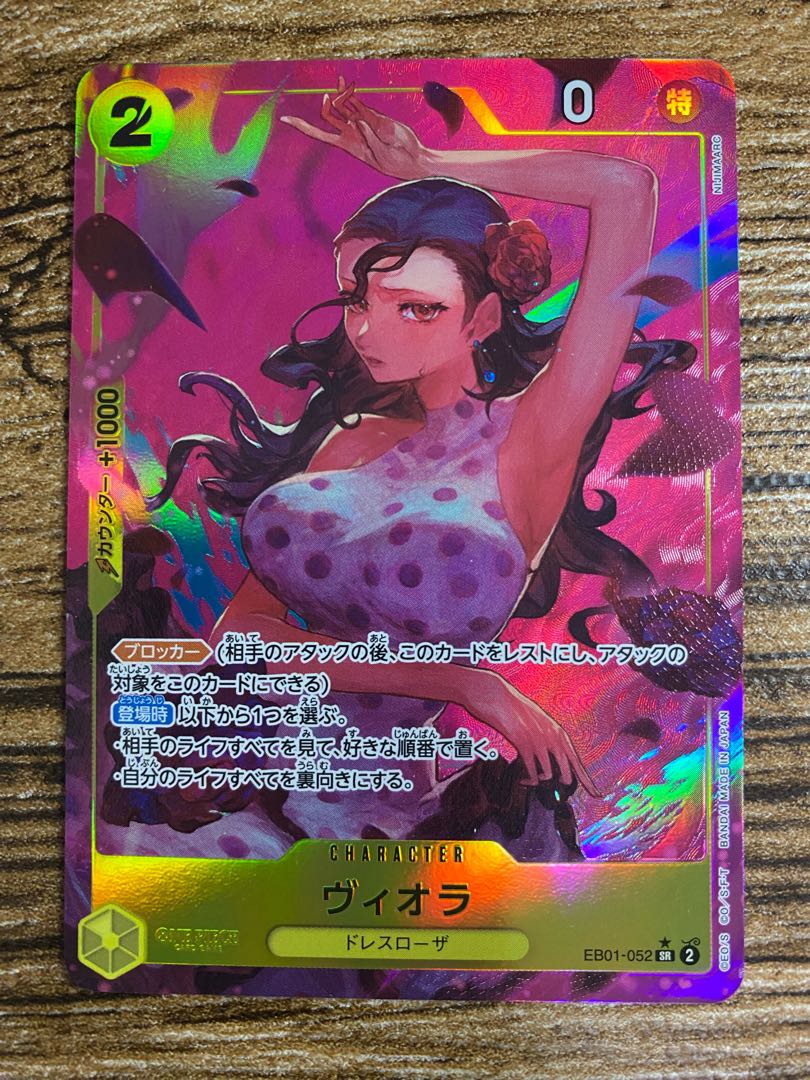 2
0
特
NIJIMAARC
カウンター +1000
ブロッカー (相手のアタックの後、このカードをレストにし、アタックの
対象をこのカードにできる)
登場時 以下から1つを選ぶ。
・相手のライフすべてを見て、好きな順番で置く。
・自分のライフすべてを裏向きにする。
CHARACTER
ヴィオラ
ONE PIECE
CARD GAME
ドレスローザ
EB01-052 SR 2
©EO/S ©O/S・F・T BANDAI MADE IN JAPAN